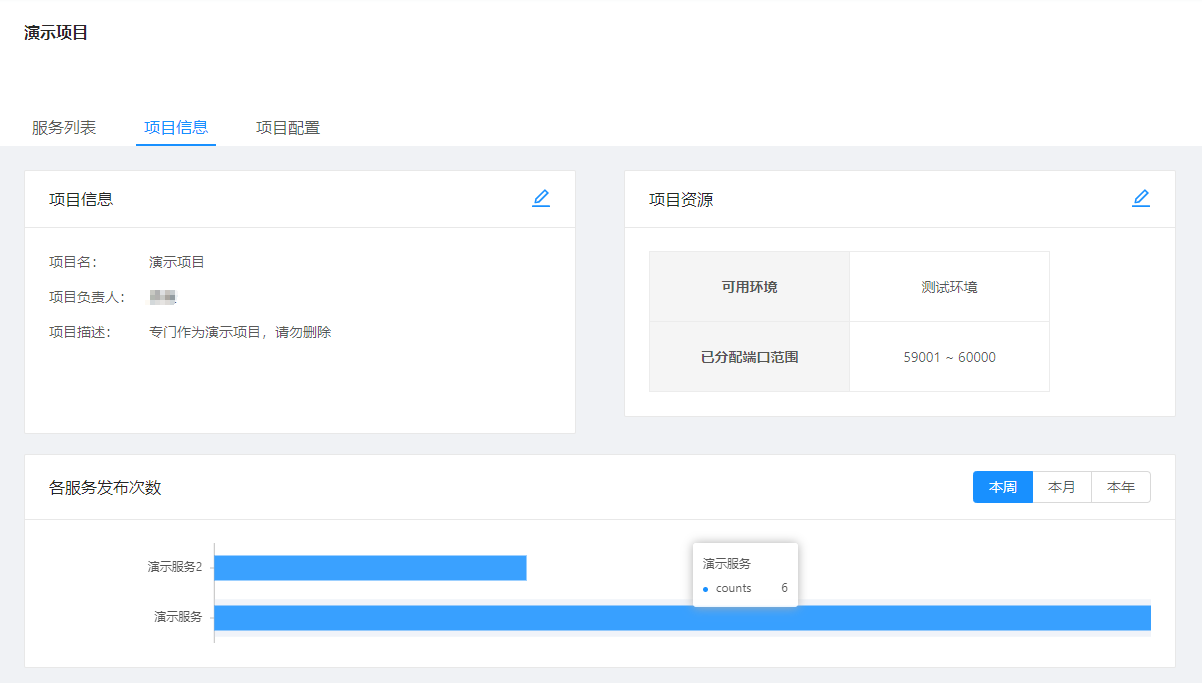 演示项目
服务列表 项目信息 项目配置
项目信息
项目名： 演示项目
项目负责人：
项目描述： 专门作为演示项目，请勿删除
项目资源
可用环境 测试环境
已分配端口范围 59001 ~ 60000
各服务发布次数
本周 本月 本年
演示服务2
演示服务
演示服务
counts 6